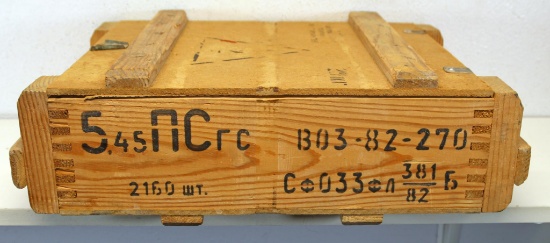 5,45 ПС гс В03-82-270
2160 шт. СФ033фл 381/82 Б